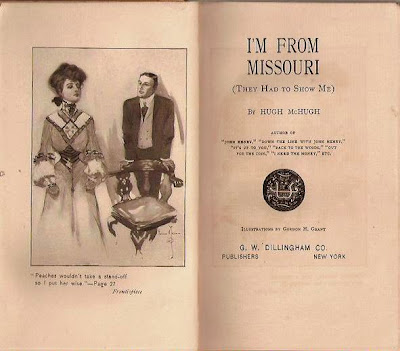 "Peaches wouldn't take a stand-off
so I put her wise."—Page 27
Frontispiece
I'M FROM
MISSOURI
(THEY HAD TO SHOW ME)
BY HUGH McHUGH
AUTHOR OF
"JOHN HENRY," "DOWN THE LINE WITH JOHN HENRY,"
"IT'S UP TO YOU," "BACK TO THE WOODS," "OUT
FOR THE COIN," "I NEED THE MONEY," ETC.
ILLUSTRATIONS BY GORDON H. GRANT
G. W. DILLINGHAM CO.
PUBLISHERS NEW YORK